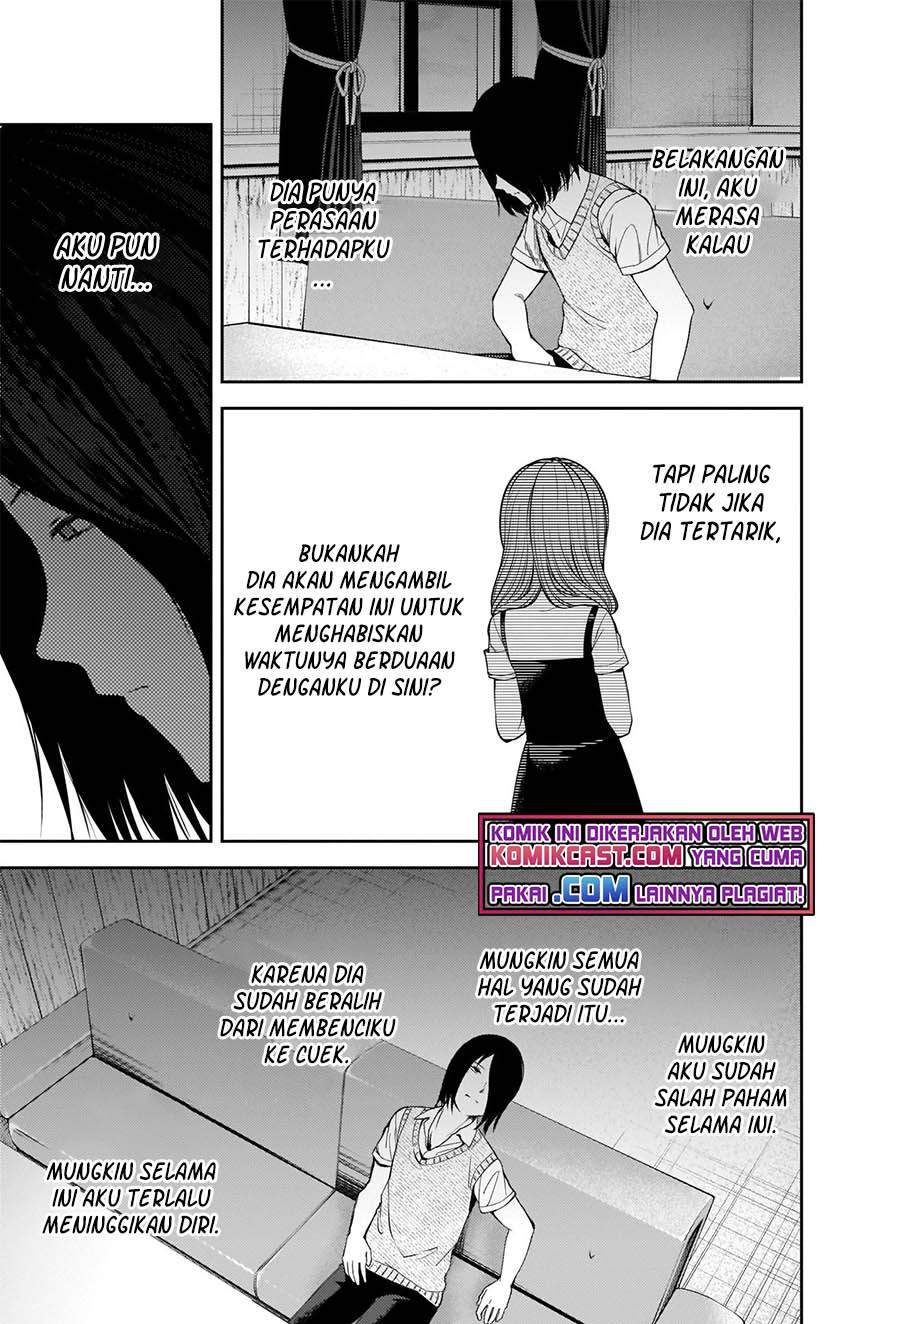 BELAKANGAN
INI, AKU
MERASA
KALAU
DIA PUNYA
PERASAAN
TERHADAPKU
...
AKU PUN
NANTI...
TAPI PALING
TIDAK JIKA
DIA TERTARIK,
BUKANKAH
DIA AKAN MENGAMBIL
KESEMPATAN INI UNTUK
MENGHABISKAN
WAKTUNYA BERDUAAN
DENGANKU DI SINI?
KOMIK INI DIKERJAKAN OLEH WEB
KOMIKCAST.COM YANG CUMA
PAKAI .COM LAINNYA PLAGIAT!
MUNGKIN
AKU SUDAH
SALAH PAHAM
SELAMA INI.
MUNGKIN SEMUA
HAL YANG SUDAH
TERJADI ITU...
KARENA DIA
SUDAH BERALIH
DARI MEMBENCIKU
KE CUEK.
MUNGKIN SELAMA
INI AKU TERLALU
MENINGGIKAN DIRI.